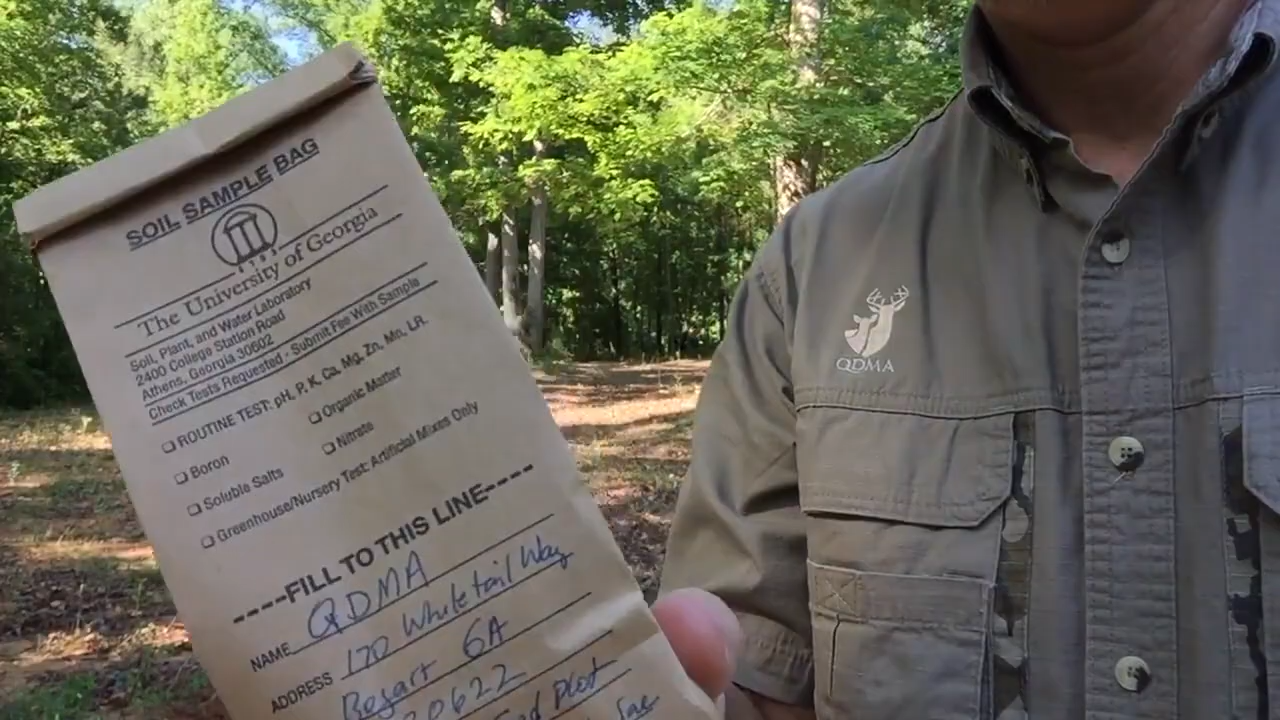 SOIL SAMPLE BAG
1785
The University of Georgia
Soil, Plant, and Water Laboratory
2400 College Station Road
Athens, Georgia 30602
Check Tests Requested - Submit Fee With Sample
❑ ROUTINE TEST: pH, P, K, Ca, Mg, Zn, Mn, LR.
❑ Boron ❑ Organic Matter
❑ Soluble Salts ❑ Nitrate
❑ Greenhouse/Nursery Test: Artificial Mixes Only
----FILL TO THIS LINE----
NAME QDMA
ADDRESS 170 Whitetail Way
Bogart GA
30622
Plot
QDMA